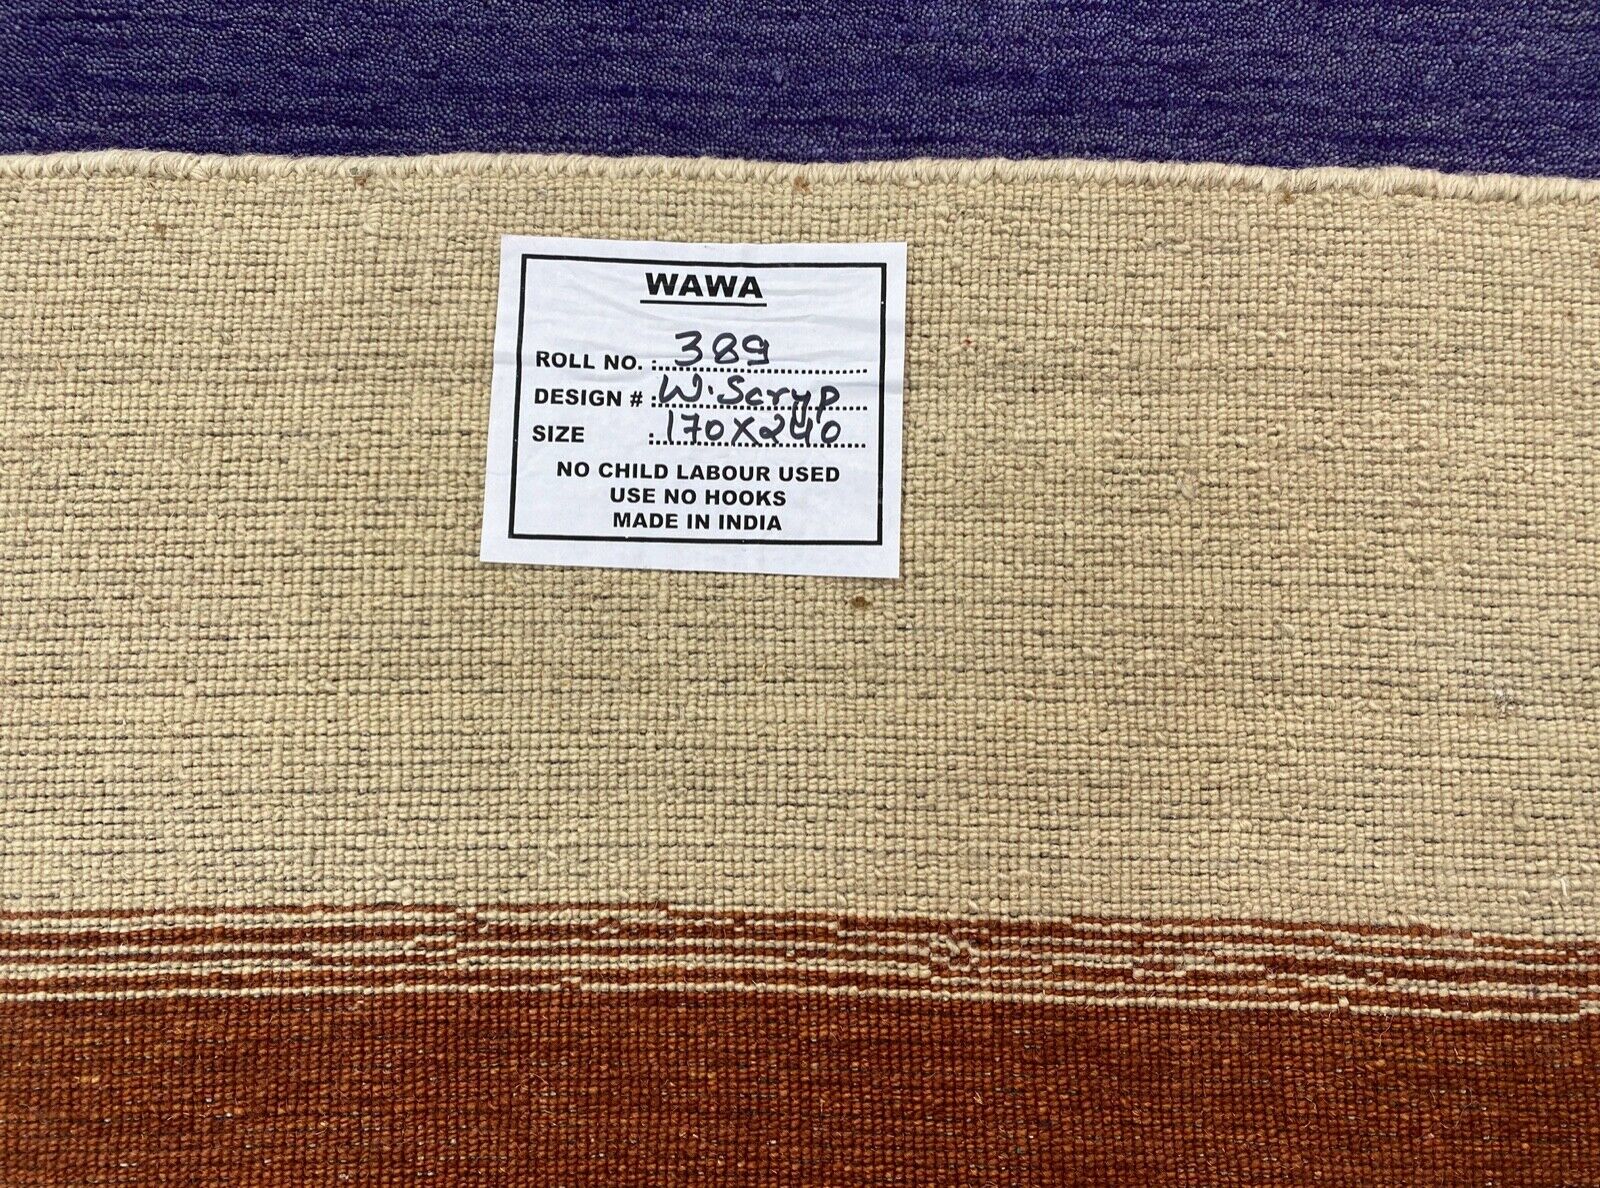 WAWA
ROLL NO. : 389
DESIGN # : W. Scryp
SIZE : 170X240
NO CHILD LABOUR USED
USE NO HOOKS
MADE IN INDIA